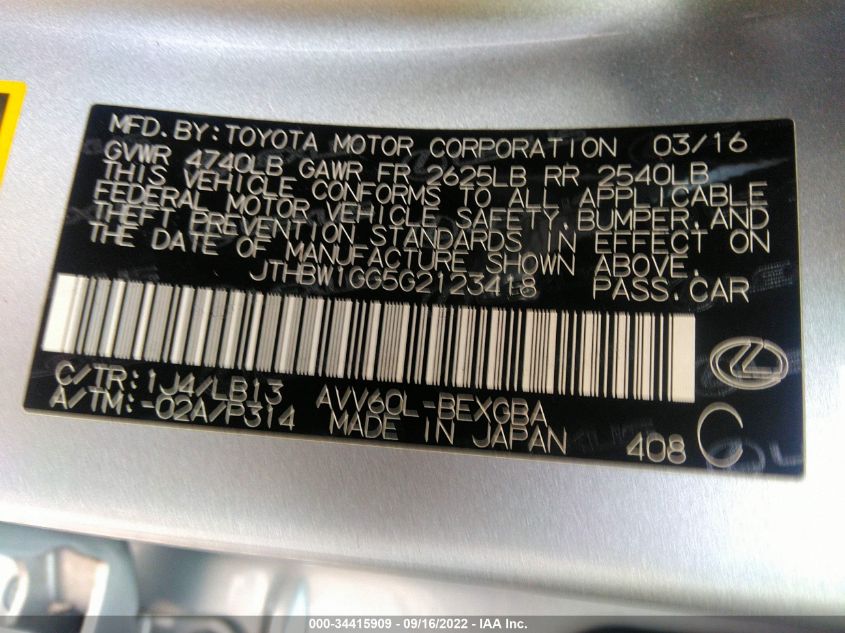 MFD.BY:TOYOTA MOTOR CORPORATION 03/16
GVWR 4740LB GAWR FR 2625LB RR 2540LB
THIS VEHICLE CONFORMS TO ALL APPLICABLE
FEDERAL MOTOR VEHICLE SAFETY,BUMPER,AND
THEFT PREVENTION STANDARDS IN EFFECT ON
THE DATE OF MANUFACTURE SHOWN ABOVE.
JTHBW1GG5G2123418 PASS.CAR
C/TR:1J4/LB13 AVV60L-BEXGBA
A/TM:-02A/P314 MADE IN JAPAN 408
000-34415909 - 09/16/2022 - IAA Inc.